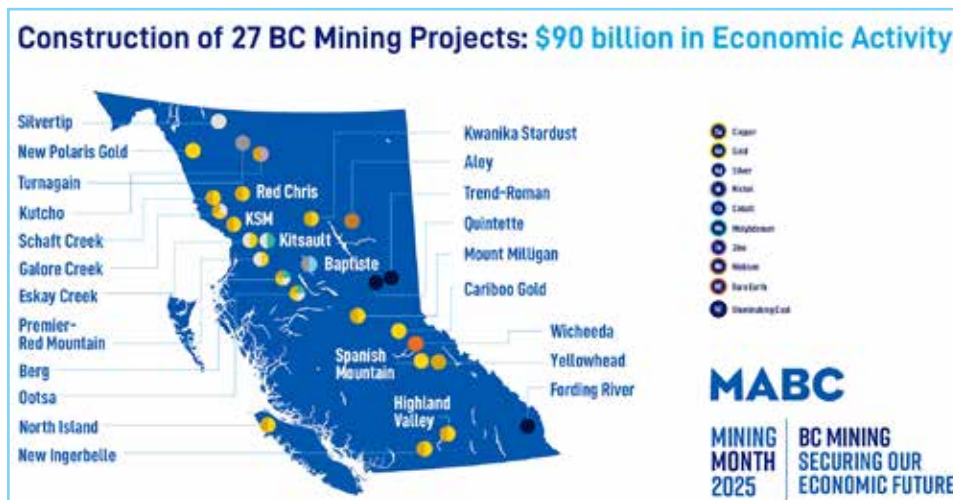 Construction of 27 BC Mining Projects: $90 billion in Economic Activity
Silvertip
New Polaris Gold
Turnagain
Kutcho
Schaft Creek
Galore Creek
Eskay Creek
Premier-
Red Mountain
Berg
Ootsa
North Island
New Ingerbelle
Red Chris
KSM
Kitsault
Baptiste
Spanish
Mountain
Highland
Valley
Kwanika Stardust
Aley
Trend-Roman
Quintette
Mount Milligan
Cariboo Gold
Wicheeda
Yellowhead
Fording River
Copper
Gold
Silver
Nickel
Cobalt
Molybdenum
Zinc
Niobium
Rare Earth
Steelmaking Coal
MABC
MINING
MONTH
2025
BC MINING
SECURING OUR
ECONOMIC FUTURE